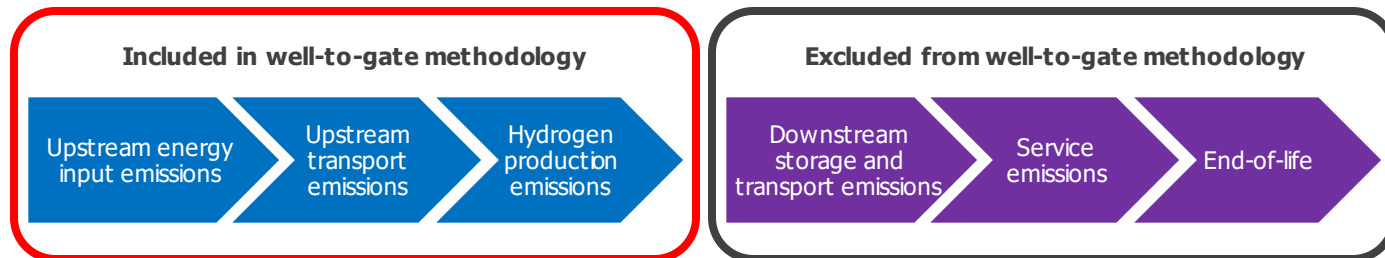 Included in well-to-gate methodology
Upstream energy
input emissions
Upstream
transport
emissions
Hydrogen
production
emissions
Excluded from well-to-gate methodology
Downstream
storage and
transport emissions
Service
emissions
End-of-life